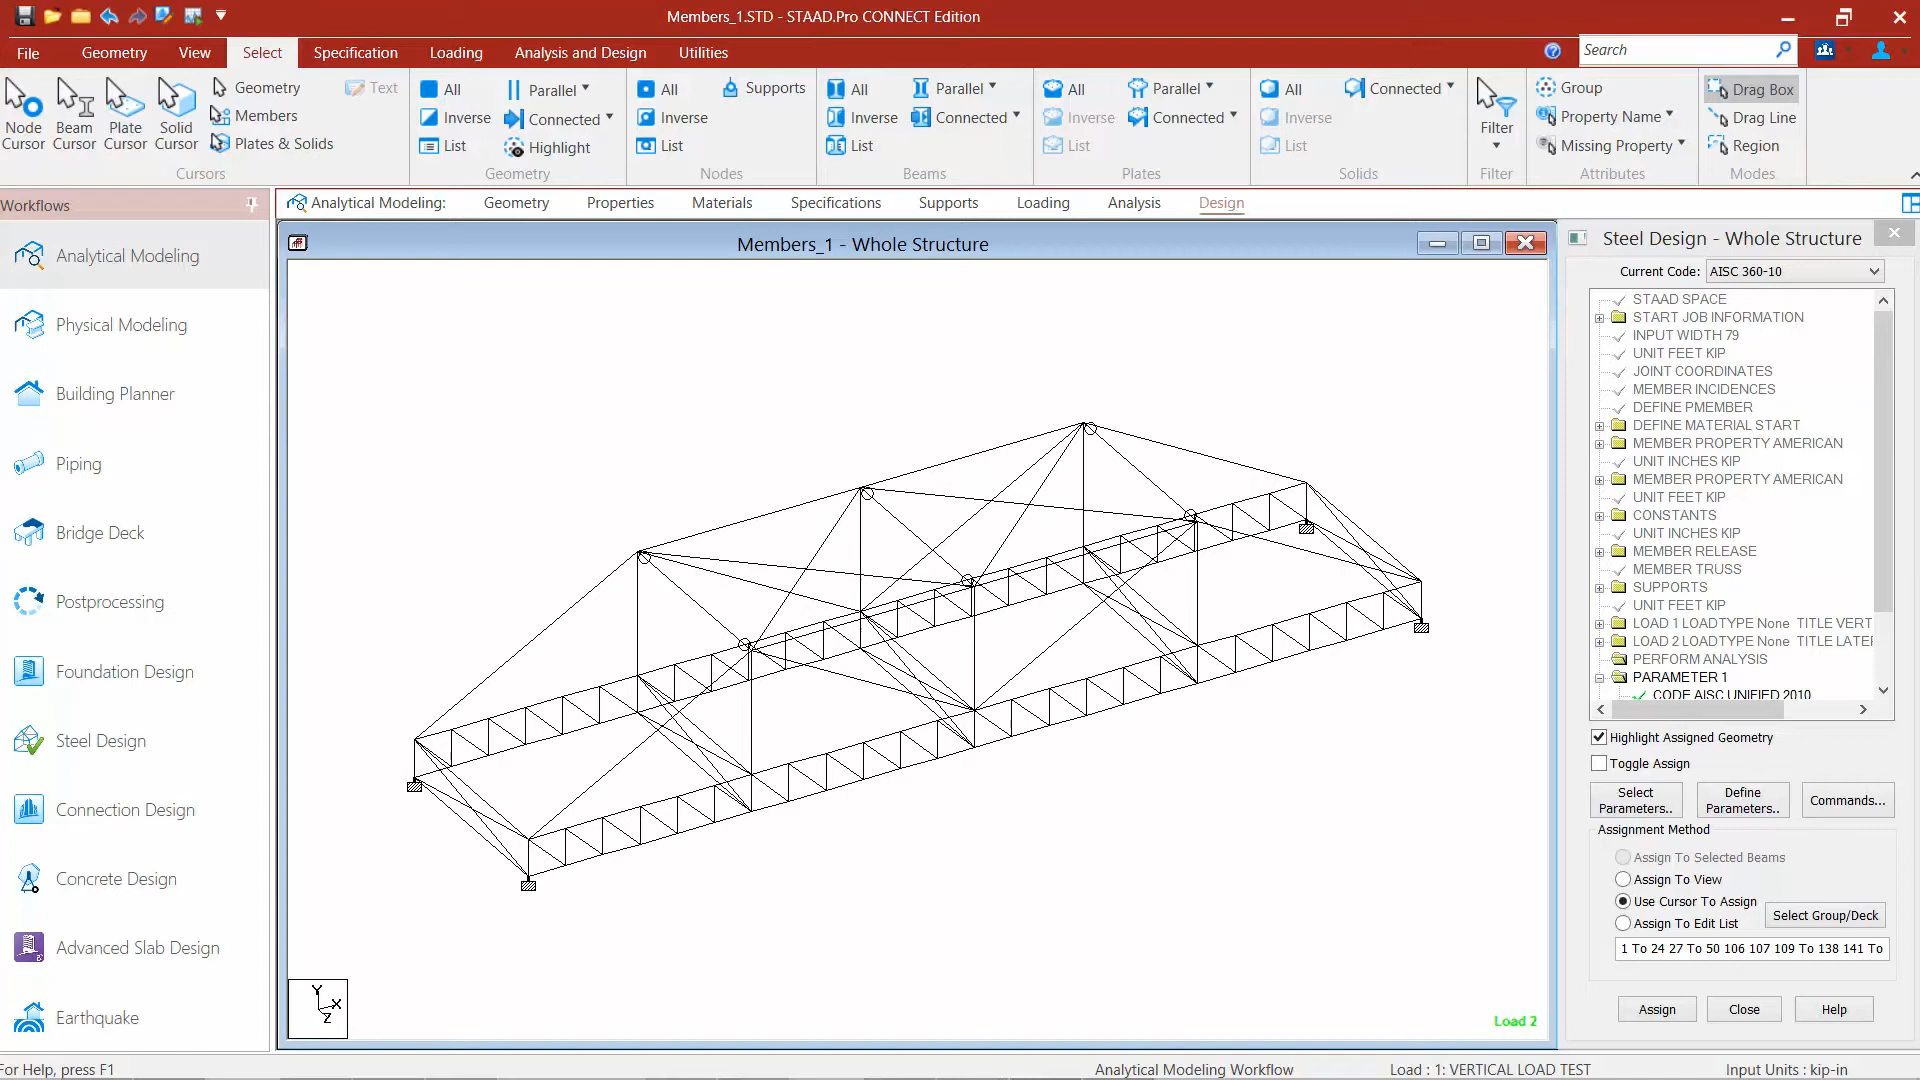 Members_1.STD - STAAD.Pro CONNECT Edition
File Geometry View Select Specification Loading Analysis and Design Utilities Search
Node Cursor
Beam Cursor
Plate Cursor
Solid Cursor
Geometry
Members
Plates & Solids
Text
Cursors
All
Inverse
List
Parallel
Connected
Highlight
Geometry
All
Inverse
List
Supports
Nodes
All
Inverse
List
Parallel
Connected
Beams
All
Inverse
List
Parallel
Connected
Plates
All
Inverse
List
Connected
Solids
Filter
Filter
Group
Property Name
Missing Property
Attributes
Drag Box
Drag Line
Region
Modes
Workflows
Analytical Modeling
Physical Modeling
Building Planner
Piping
Bridge Deck
Postprocessing
Foundation Design
Steel Design
Connection Design
Concrete Design
Advanced Slab Design
Earthquake
Analytical Modeling: Geometry Properties Materials Specifications Supports Loading Analysis Design
Members_1 - Whole Structure
Y
X
Z
Load 2
Steel Design - Whole Structure
Current Code: AISC 360-10
STAAD SPACE
START JOB INFORMATION
INPUT WIDTH 79
UNIT FEET KIP
JOINT COORDINATES
MEMBER INCIDENCES
DEFINE PMEMBER
DEFINE MATERIAL START
MEMBER PROPERTY AMERICAN
UNIT INCHES KIP
MEMBER PROPERTY AMERICAN
UNIT FEET KIP
CONSTANTS
UNIT INCHES KIP
MEMBER RELEASE
MEMBER TRUSS
SUPPORTS
UNIT FEET KIP
LOAD 1 LOADTYPE None TITLE VERT
LOAD 2 LOADTYPE None TITLE LATER
PERFORM ANALYSIS
PARAMETER 1
CODE AISC UNIFIED 2010
Highlight Assigned Geometry
Toggle Assign
Select Parameters..
Define Parameters..
Commands...
Assignment Method
Assign To Selected Beams
Assign To View
Use Cursor To Assign
Assign To Edit List
Select Group/Deck
1 To 24 27 To 50 106 107 109 To 138 141 To
Assign Close Help
For Help, press F1 Analytical Modeling Workflow Load : 1: VERTICAL LOAD TEST Input Units : kip-in